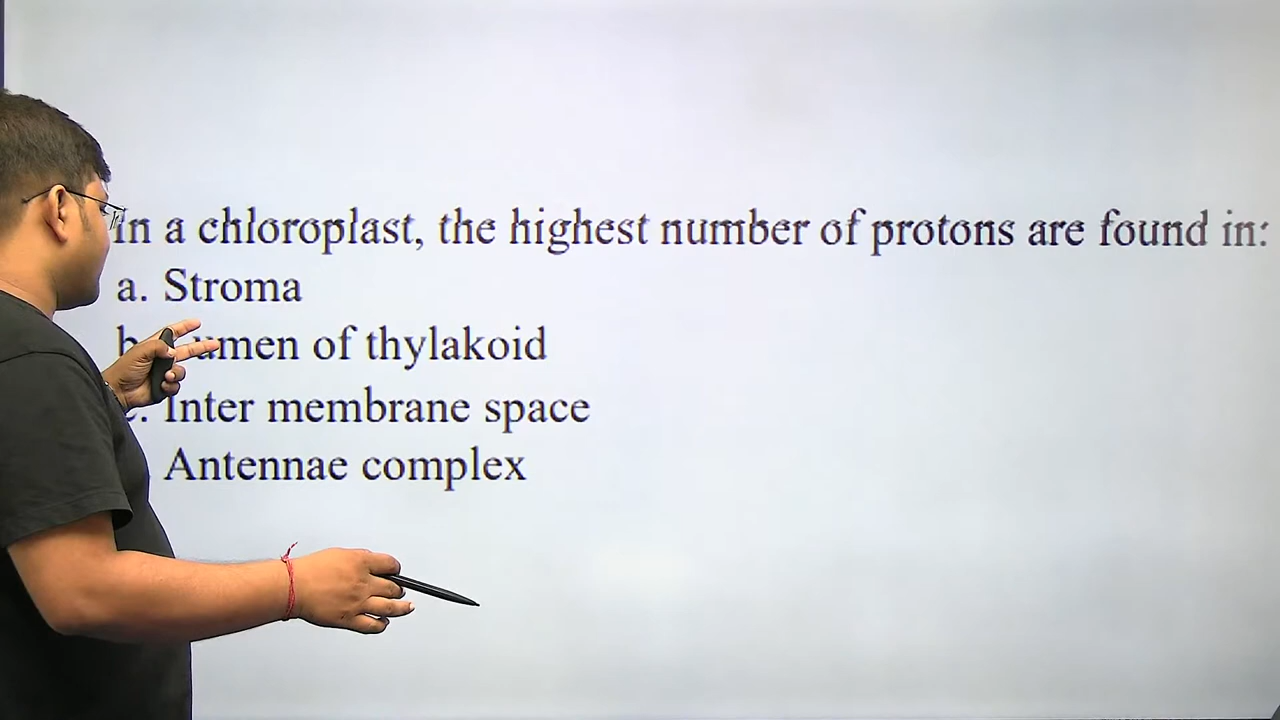 In a chloroplast, the highest number of protons are found in:
a. Stroma
b. Lumen of thylakoid
c. Inter membrane space
Antennae complex